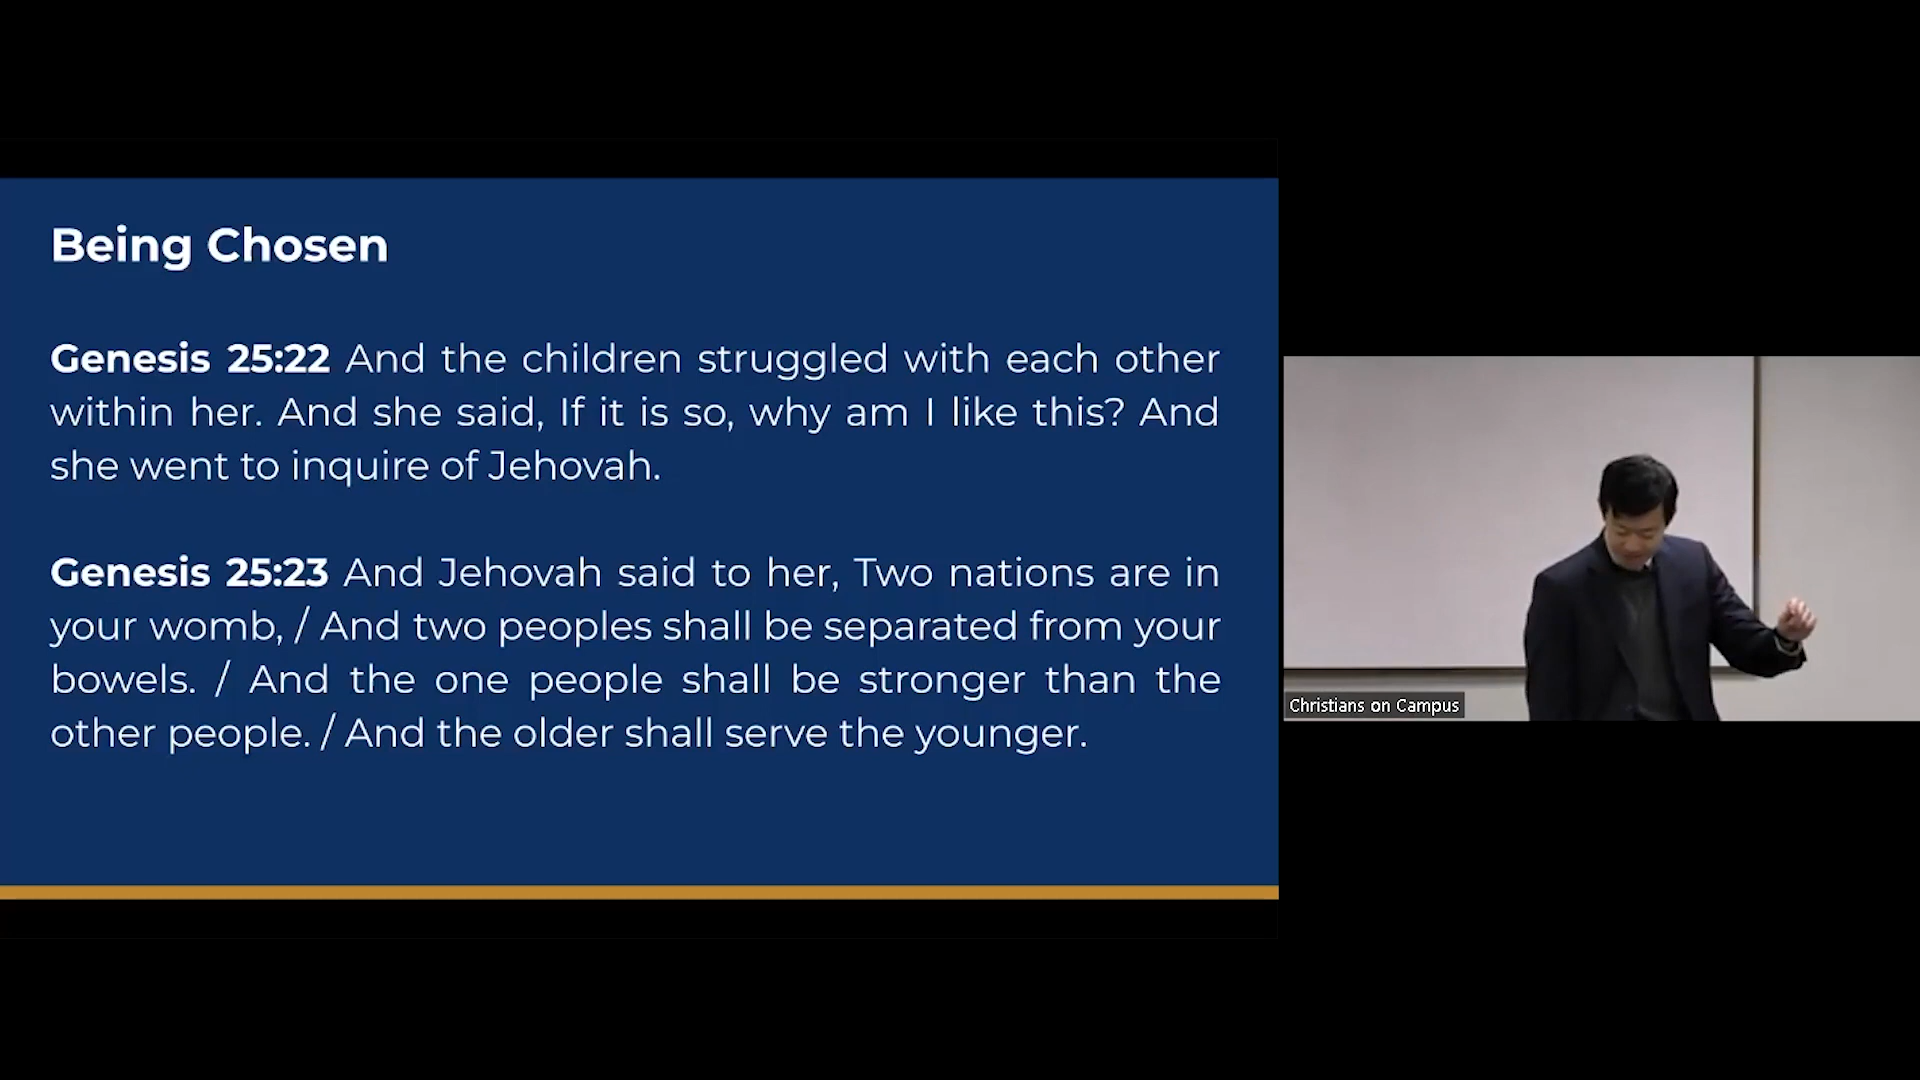 Being Chosen
Genesis 25:22 And the children struggled with each other
within her. And she said, If it is so, why am I like this? And
she went to inquire of Jehovah.
Genesis 25:23 And Jehovah said to her, Two nations are in
your womb, / And two peoples shall be separated from your
bowels. / And the one people shall be stronger than the
other people. / And the older shall serve the younger.
Christians on Campus